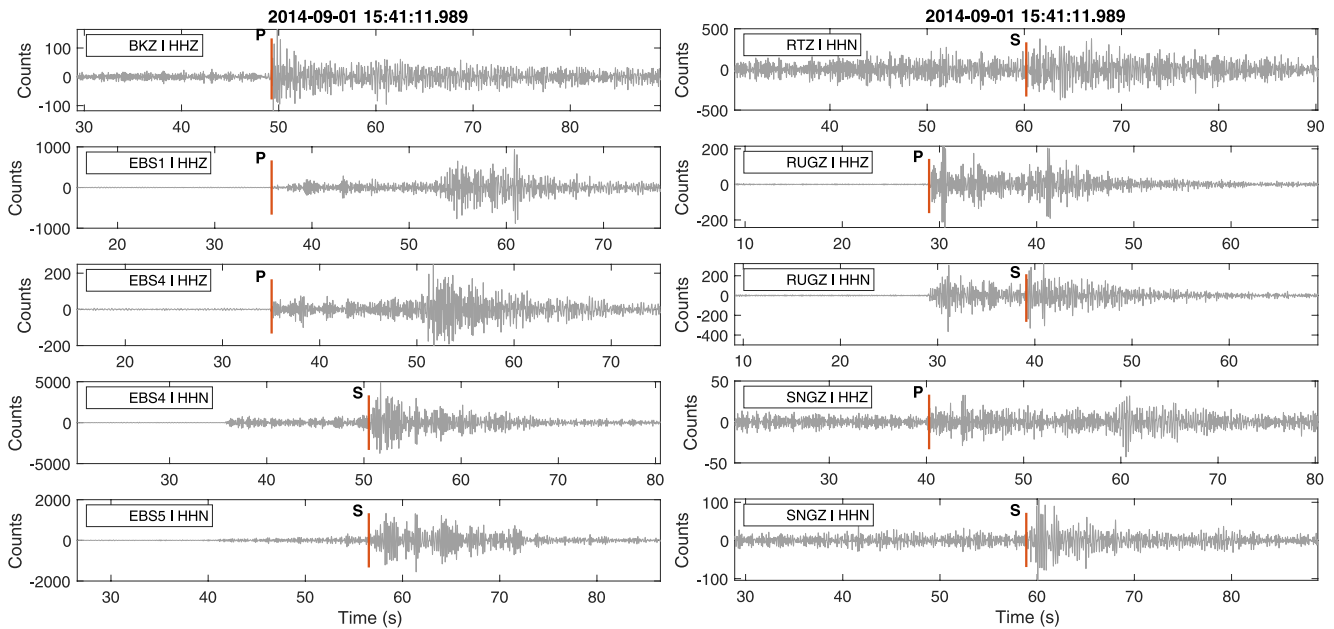 2014-09-01 15:41:11.989
P
BKZ | HHZ
Counts
100
0
-100
30 40 50 60 70 80
P
EBS1 | HHZ
Counts
1000
0
-1000
20 30 40 50 60 70
P
EBS4 | HHZ
Counts
200
0
-200
20 30 40 50 60 70
S
EBS4 | HHN
Counts
5000
0
-5000
30 40 50 60 70 80
S
EBS5 | HHN
Counts
2000
0
-2000
30 40 50 60 70 80
Time (s)
2014-09-01 15:41:11.989
S
RTZ | HHN
Counts
500
0
-500
40 50 60 70 80 90
P
RUGZ | HHZ
Counts
200
0
-200
10 20 30 40 50 60
S
RUGZ | HHN
Counts
200
0
-200
-400
10 20 30 40 50 60
P
SNGZ | HHZ
Counts
50
0
-50
30 40 50 60 70 80
S
SNGZ | HHN
Counts
100
0
-100
30 40 50 60 70 80
Time (s)